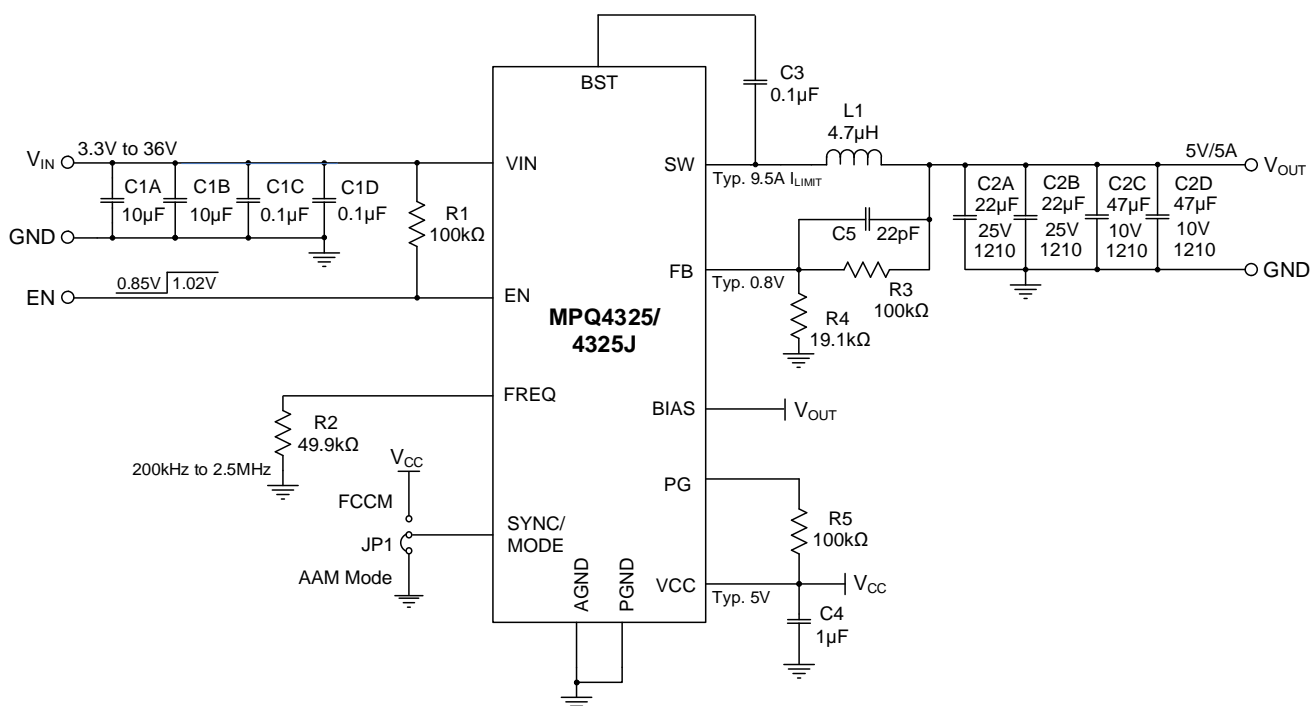 BST
C3
0.1µF
L1
4.7µH
V_IN
3.3V to 36V
VIN
SW
Typ. 9.5A I_LIMIT
5V/5A
V_OUT
C1A
10µF
C1B
10µF
C1C
0.1µF
C1D
0.1µF
R1
100kΩ
C2A
22µF
25V
1210
C2B
22µF
25V
1210
C2C
47µF
10V
1210
C2D
47µF
10V
1210
GND
C5
22pF
FB
Typ. 0.8V
R3
100kΩ
GND
EN
0.85V
1.02V
EN
R4
19.1kΩ
MPQ4325/
4325J
FREQ
R2
49.9kΩ
200kHz to 2.5MHz
BIAS
V_OUT
V_CC
FCCM
JP1
AAM Mode
SYNC/
MODE
PG
R5
100kΩ
AGND
PGND
VCC
Typ. 5V
V_CC
C4
1µF